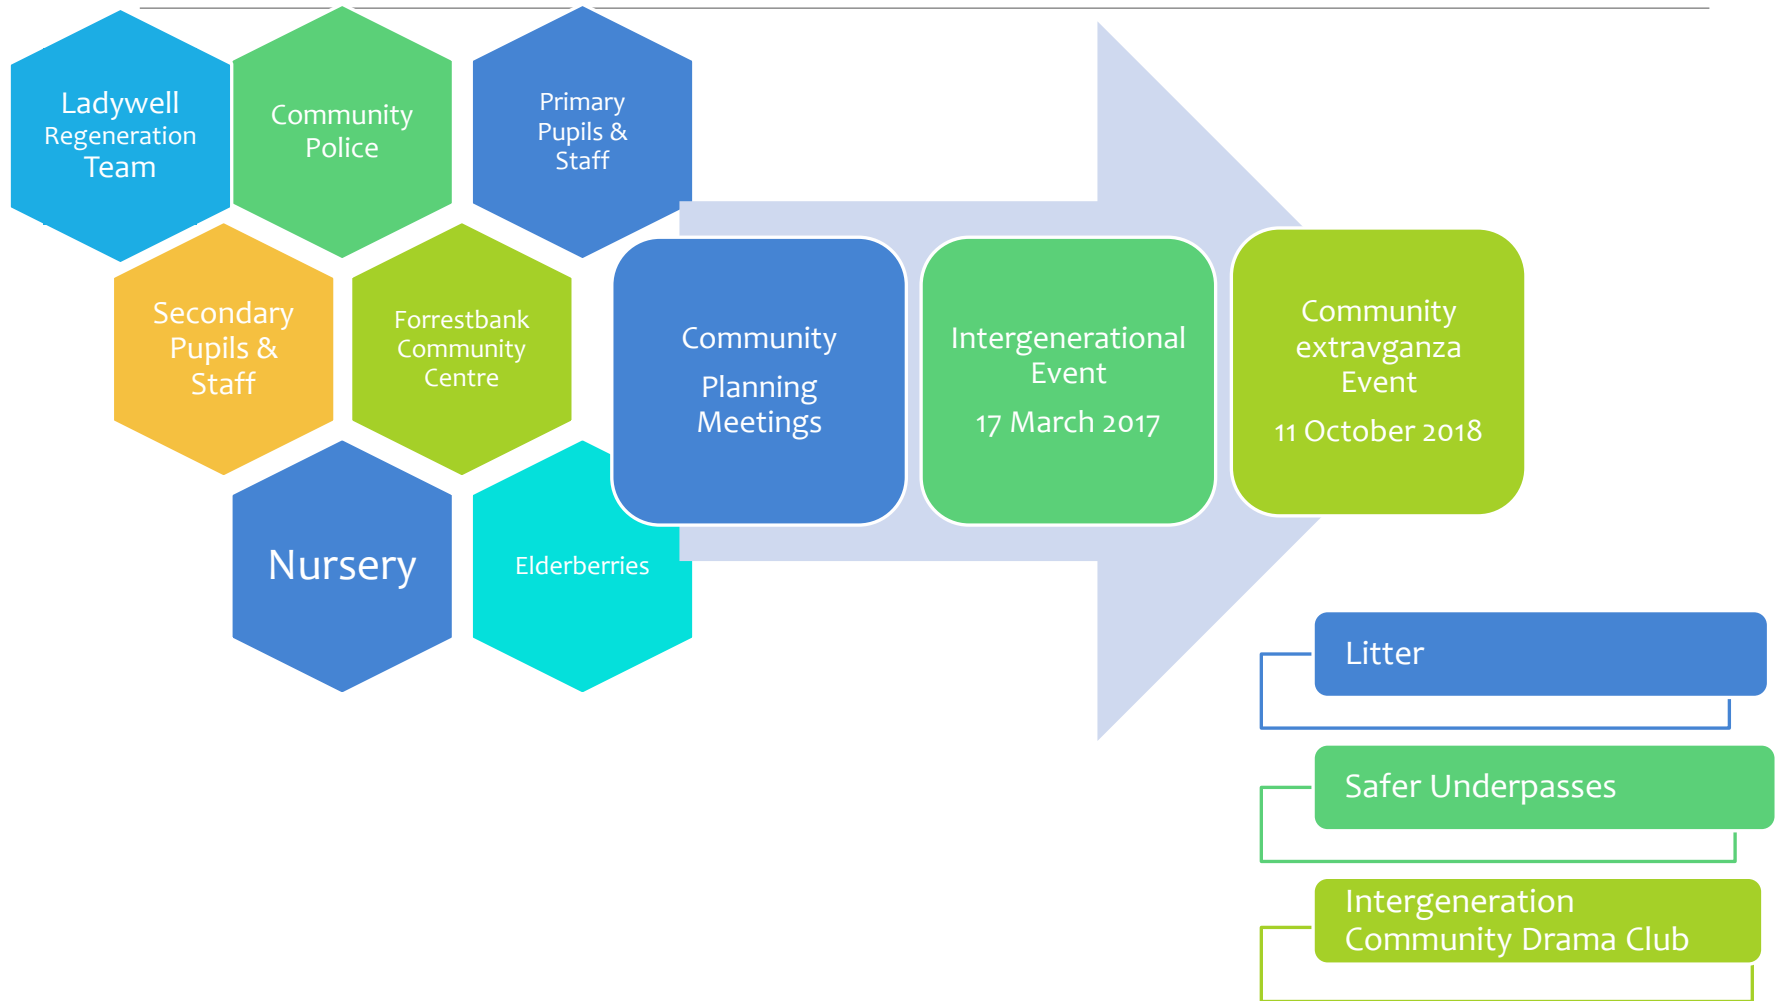 Ladywell
Regeneration
Team
Community
Police
Primary
Pupils &
Staff
Secondary
Pupils &
Staff
Forrestbank
Community
Centre
Nursery
Elderberries
Community
Planning
Meetings
Intergenerational
Event
17 March 2017
Community
extravganza
Event
11 October 2018
Litter
Safer Underpasses
Intergeneration
Community Drama Club